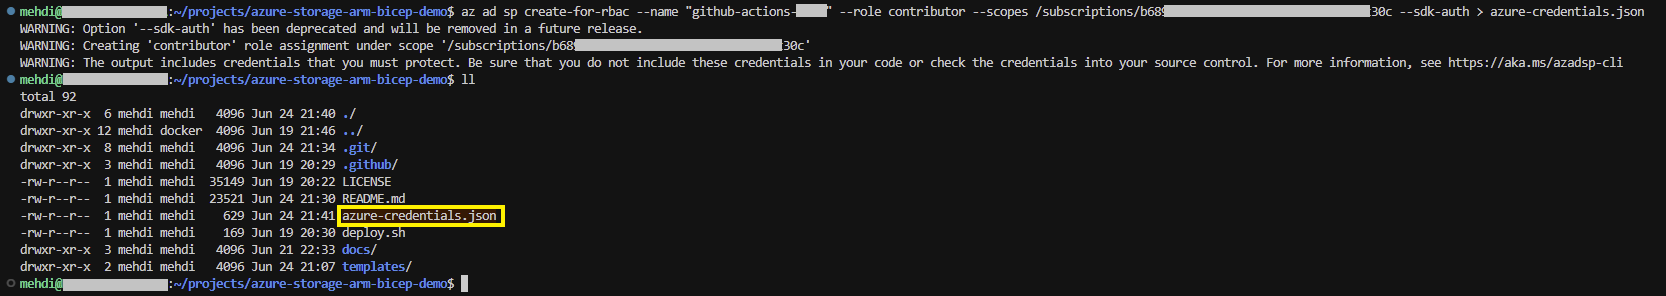 mehdi@ :~/projects/azure-storage-arm-bicep-demo$ az ad sp create-for-rbac --name "github-actions- " --role contributor --scopes /subscriptions/b689 c30c --sdk-auth > azure-credentials.json
WARNING: Option '--sdk-auth' has been deprecated and will be removed in a future release.
WARNING: Creating 'contributor' role assignment under scope '/subscriptions/b689 c30c'
WARNING: The output includes credentials that you must protect. Be sure that you do not include these credentials in your code or check the credentials into your source control. For more information, see https://aka.ms/azadsp-cli
mehdi@ :~/projects/azure-storage-arm-bicep-demo$ ll
total 92
drwxr-xr-x  6 mehdi mehdi   4096 Jun 24 21:40 ./
drwxr-xr-x 12 mehdi docker  4096 Jun 19 21:46 ../
drwxr-xr-x  8 mehdi mehdi   4096 Jun 24 21:34 .git/
drwxr-xr-x  3 mehdi mehdi   4096 Jun 19 20:29 .github/
-rw-r--r--  1 mehdi mehdi  35149 Jun 19 20:22 LICENSE
-rw-r--r--  1 mehdi mehdi  23521 Jun 24 21:30 README.md
-rw-r--r--  1 mehdi mehdi    629 Jun 24 21:41 azure-credentials.json
-rw-r--r--  1 mehdi mehdi    169 Jun 19 20:30 deploy.sh
drwxr-xr-x  3 mehdi mehdi   4096 Jun 21 22:33 docs/
drwxr-xr-x  2 mehdi mehdi   4096 Jun 24 21:07 templates/
mehdi@ :~/projects/azure-storage-arm-bicep-demo$